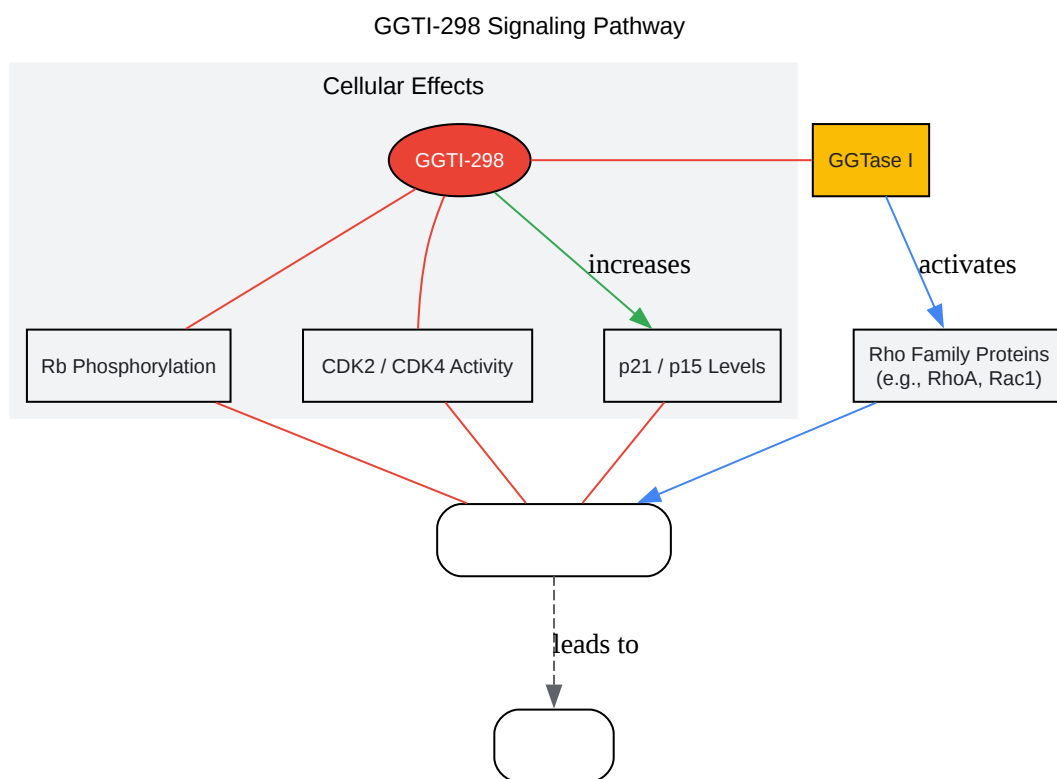 GGTI-298 Signaling Pathway
Cellular Effects
GGTI-298
GGTase I
increases
activates
Rb Phosphorylation
CDK2 / CDK4 Activity
p21 / p15 Levels
Rho Family Proteins
(e.g., RhoA, Rac1)
leads to